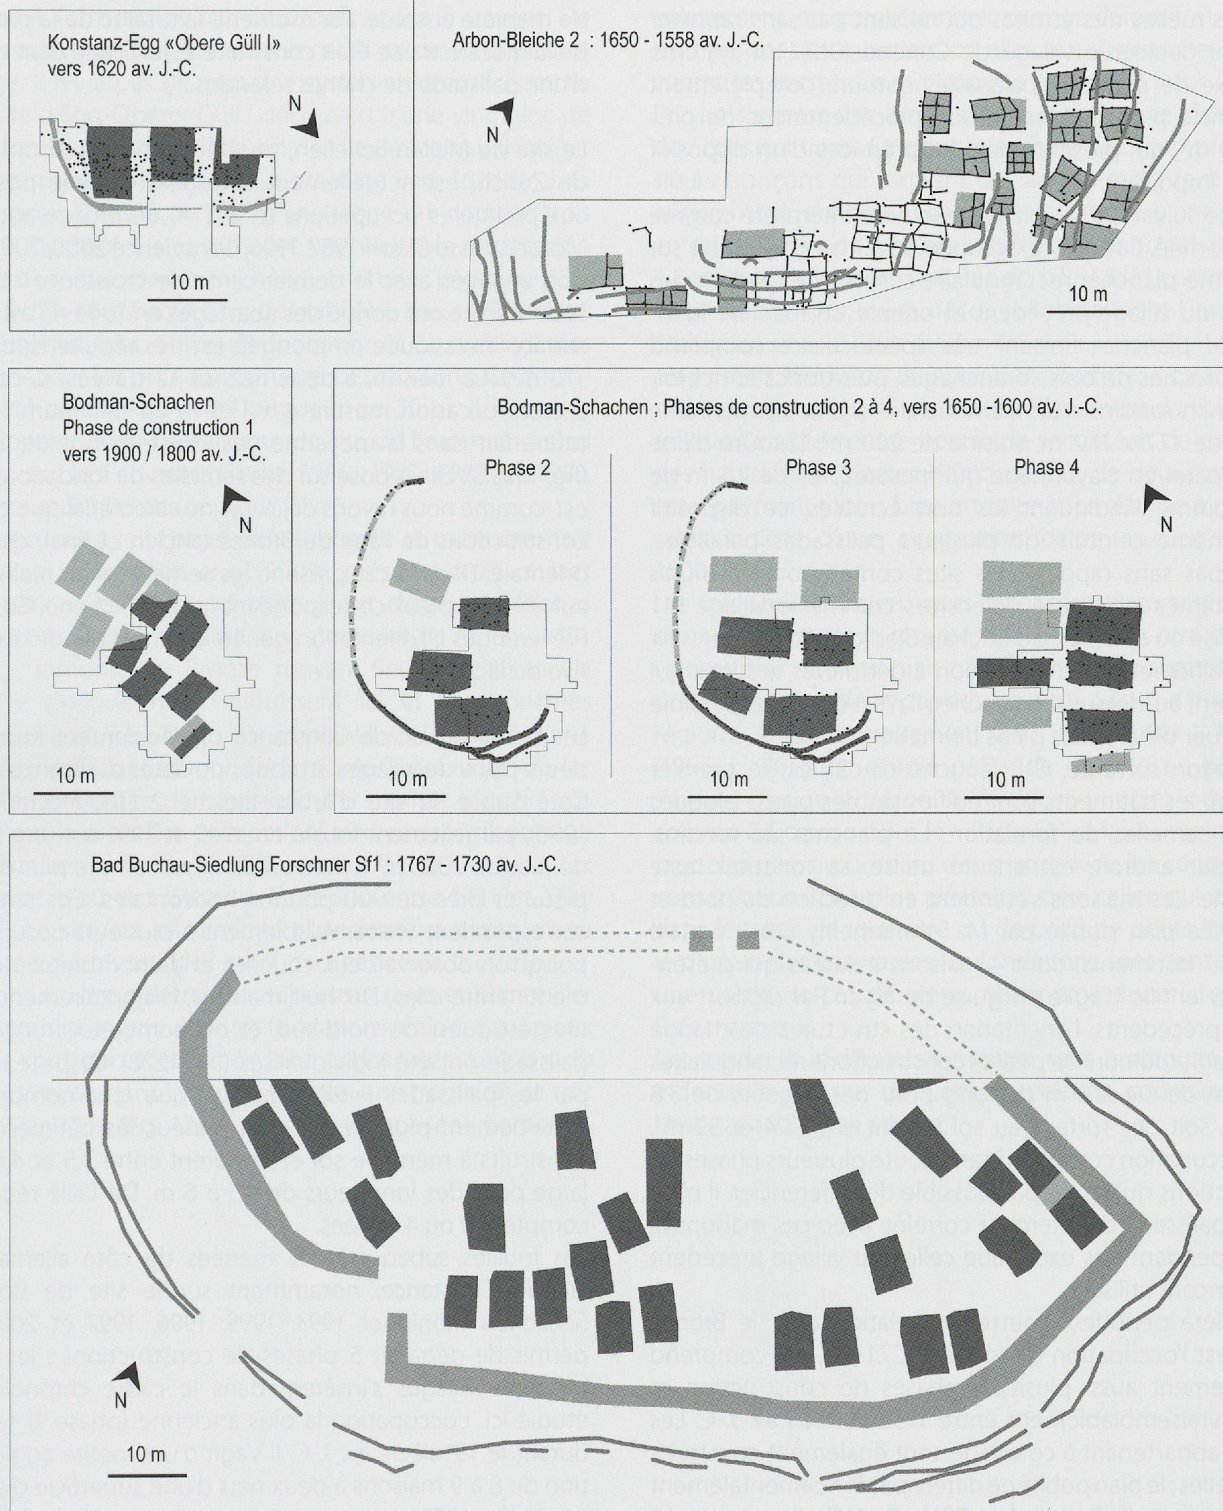 Konstanz-Egg «Obere Güll I»
vers 1620 av. J.-C.
N
10 m
Arbon-Bleiche 2 : 1650 - 1558 av. J.-C.
N
10 m
Bodman-Schachen
Phase de construction 1
vers 1900 / 1800 av. J.-C.
N
10 m
Bodman-Schachen ; Phases de construction 2 à 4, vers 1650 -1600 av. J.-C.
Phase 2
Phase 3
Phase 4
N
10 m
10 m
10 m
Bad Buchau-Siedlung Forschner Sf1 : 1767 - 1730 av. J.-C.
N
10 m